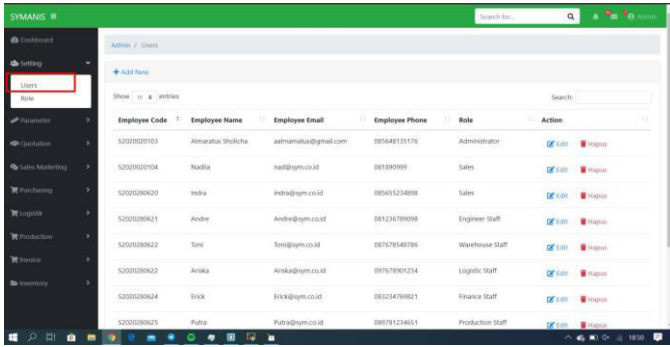 SYMANIS
Search for...
Admin
Dashboard
Setting
Users
Role
Parameter
Quotation
Sales Marketing
Purchasing
Logistik
Production
Invoice
Inventory
Admin / Users
Add New
Show 10 entries
Search:
Employee Code Employee Name Employee Email Employee Phone Role Action
S2020020103 Almaratus Sholicha aalmamatus@gmail.com 085648135176 Administrator Edit Hapus
S2020020104 Nadila nad@sym.co.id 081890999 Sales Edit Hapus
S2020280620 Indra indra@sym.co.id 085655234898 Sales Edit Hapus
S2020280621 Andre Andre@sym.co.id 081236789098 Engineer Staff Edit Hapus
S2020280622 Toni Toni@sym.co.id 087678548786 Warehouse Staff Edit Hapus
S2020280622 Ariska Ariska@sym.co.id 097678901234 Logistic Staff Edit Hapus
S2020280624 Erick Erick@sym.co.id 083234769821 Finance Staff Edit Hapus
S2020280625 Putra Putra@sym.co.id 089781234651 Production Staff Edit Hapus
1850